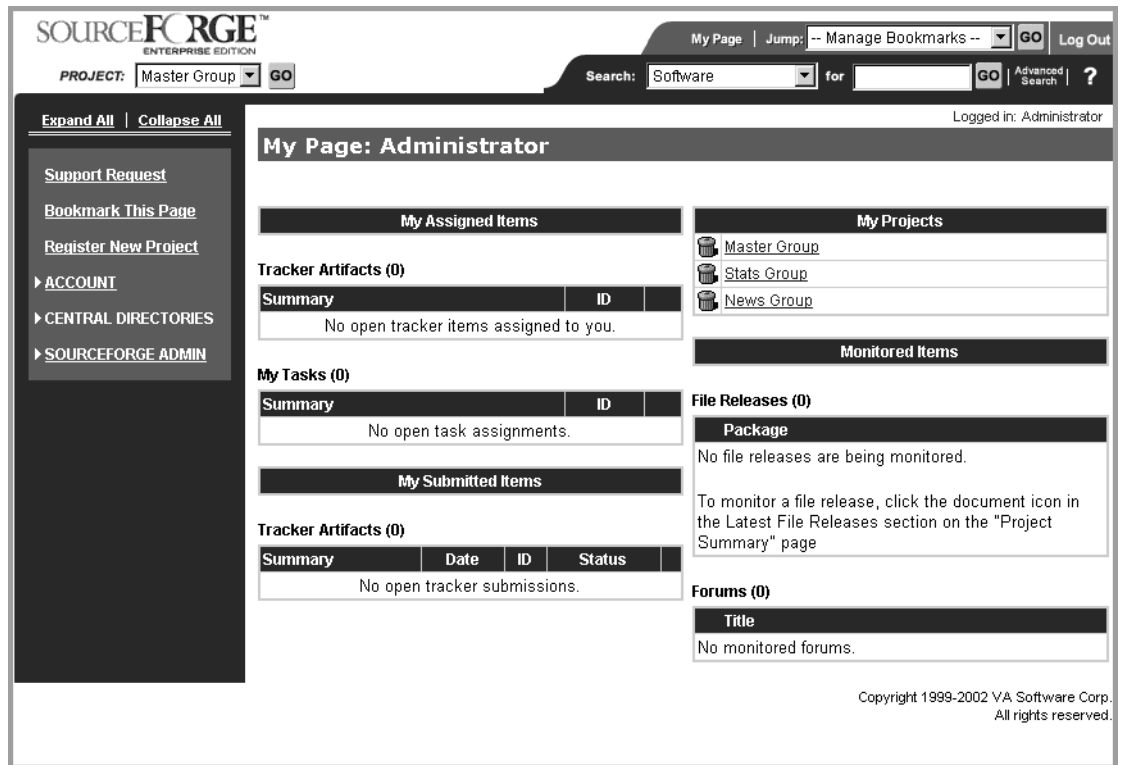 SOURCEFORGE™
ENTERPRISE EDITION
My Page | Jump: -- Manage Bookmarks -- GO Log Out
PROJECT: Master Group GO
Search: Software for GO | Advanced Search | ?
Expand All | Collapse All
Logged in: Administrator
My Page: Administrator
Support Request
Bookmark This Page
Register New Project
ACCOUNT
CENTRAL DIRECTORIES
SOURCEFORGE ADMIN
My Assigned Items
Tracker Artifacts (0)
Summary ID
No open tracker items assigned to you.
My Tasks (0)
Summary ID
No open task assignments.
My Submitted Items
Tracker Artifacts (0)
Summary Date ID Status
No open tracker submissions.
My Projects
Master Group
Stats Group
News Group
Monitored Items
File Releases (0)
Package
No file releases are being monitored.
To monitor a file release, click the document icon in
the Latest File Releases section on the "Project
Summary" page
Forums (0)
Title
No monitored forums.
Copyright 1999-2002 VA Software Corp.
All rights reserved.